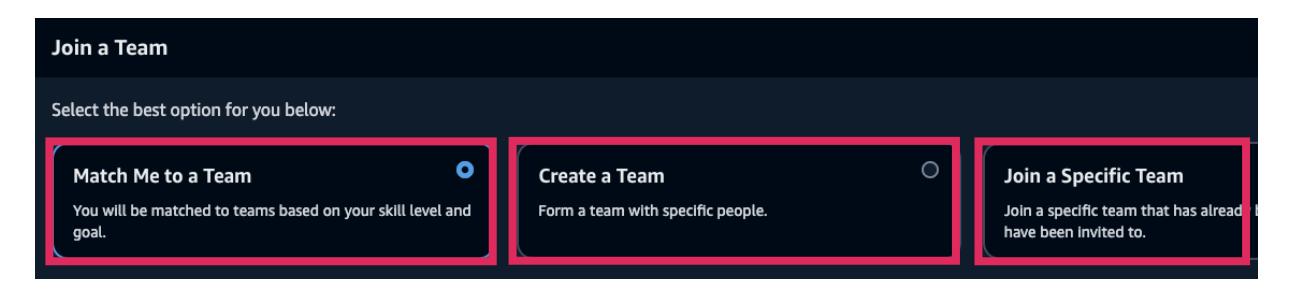 Join a Team
Select the best option for you below:
Match Me to a Team
You will be matched to teams based on your skill level and
goal.
Create a Team
Form a team with specific people.
Join a Specific Team
Join a specific team that has already
have been invited to.